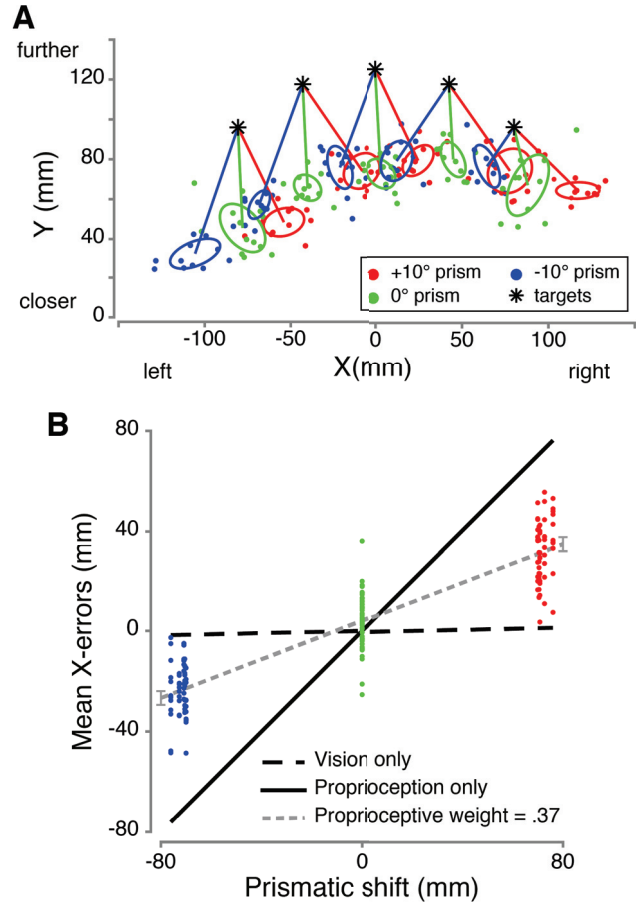 A
further
120
80
40
0
closer
Y (mm)
+10° prism
-10° prism
0° prism
targets
-100
-50
0
50
100
left
X(mm)
right
B
80
40
0
-40
-80
Mean X-errors (mm)
Vision only
Proprioception only
Proprioceptive weight = .37
-80
0
80
Prismatic shift (mm)